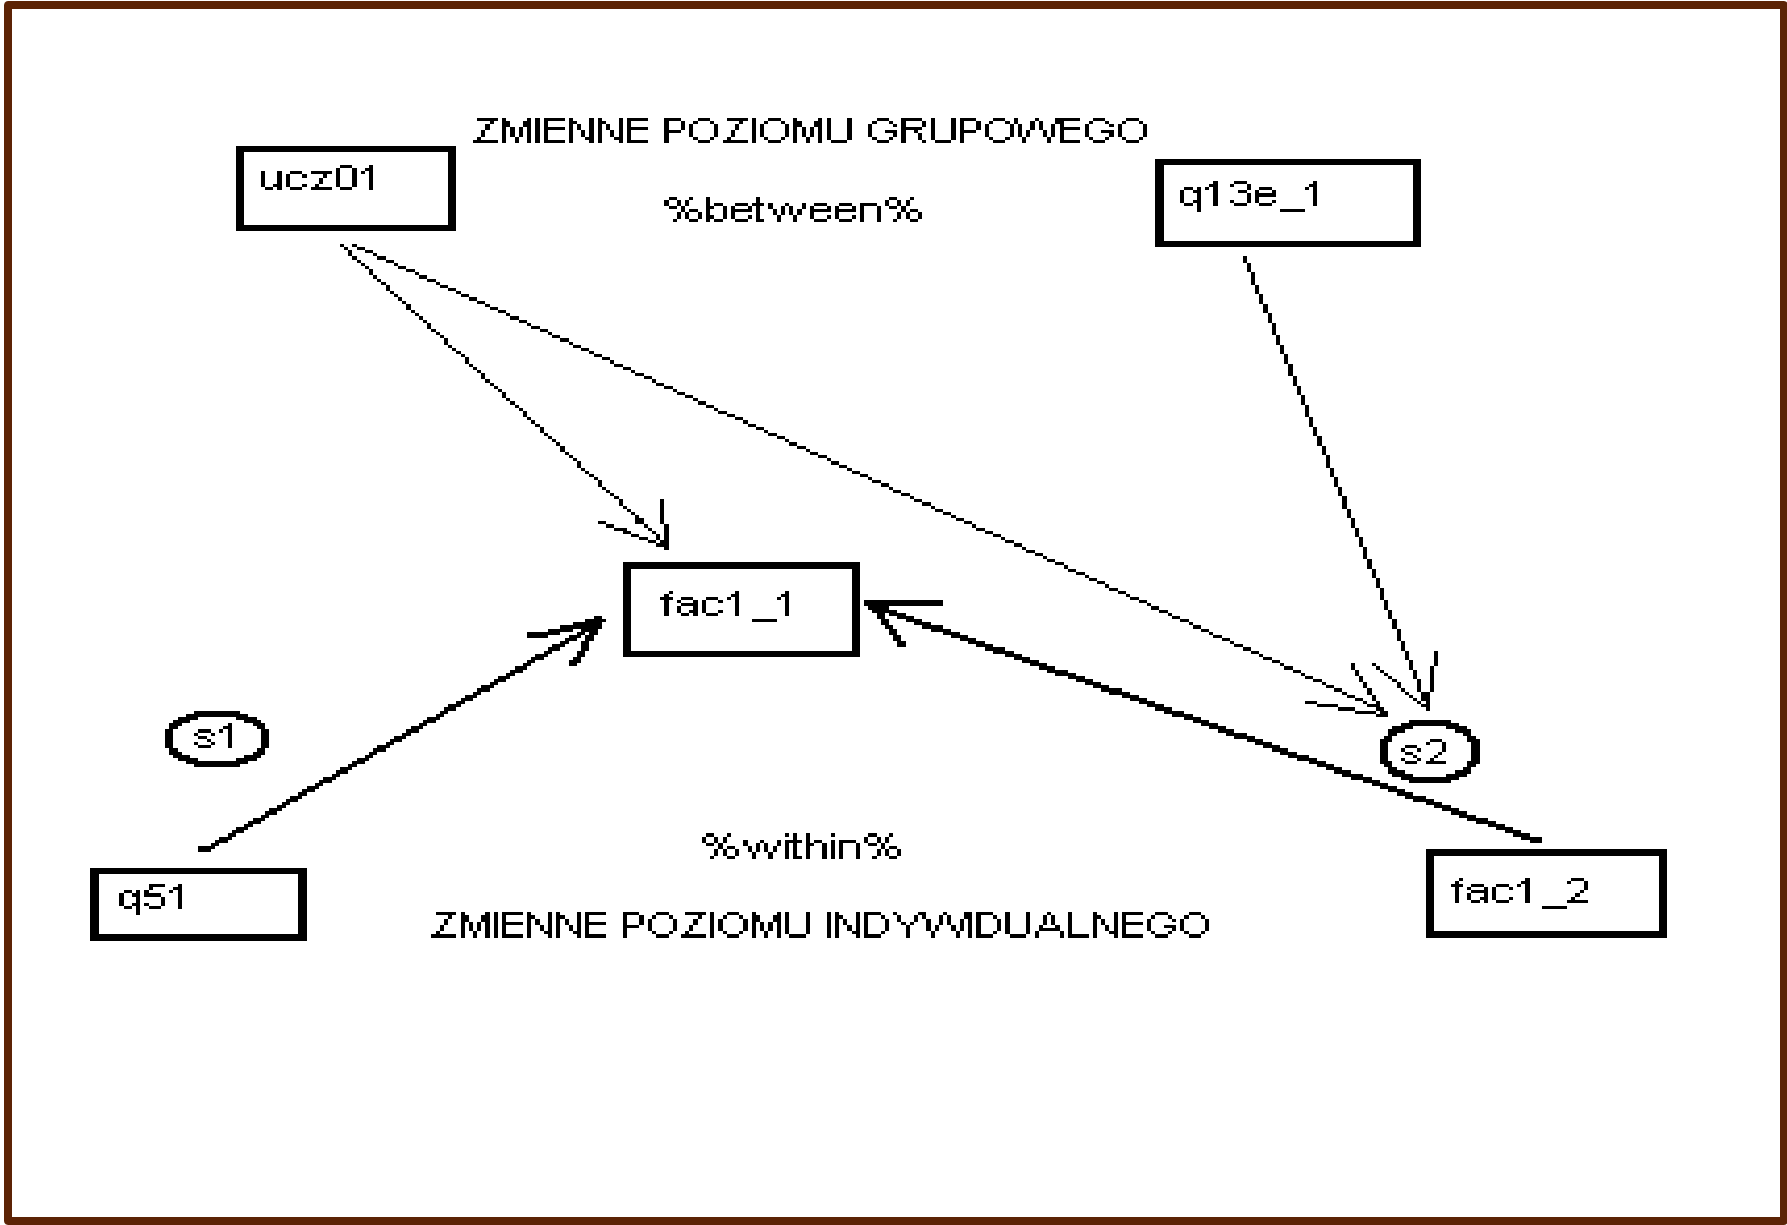 ZMIENNE POZIOMU GRUPOWEGO
ucz01
q13e_1
%between%
fac1_1
s1
s2
%within%
q51
fac1_2
ZMIENNE POZIOMU INDYWIDUALNEGO